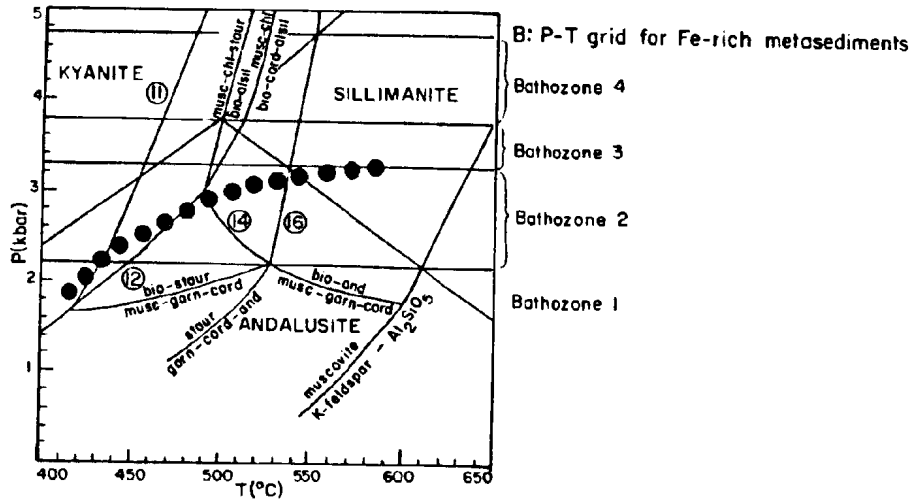 B: P-T grid for Fe-rich metasediments
5
4
3
2
1
P(kbar)
KYANITE
11
musc-chl-staur
bio-alsil
musc-chl
bio-cord-alsil
SILLIMANITE
Bathozone 4
Bathozone 3
Bathozone 2
Bathozone 1
14
16
12
bio-staur
musc-garn-cord
staur
garn-cord-and
ANDALUSITE
bio-and
musc-garn-cord
muscovite
K-feldspar - Al2SiO5
400
450
500
550
600
650
T(°C)